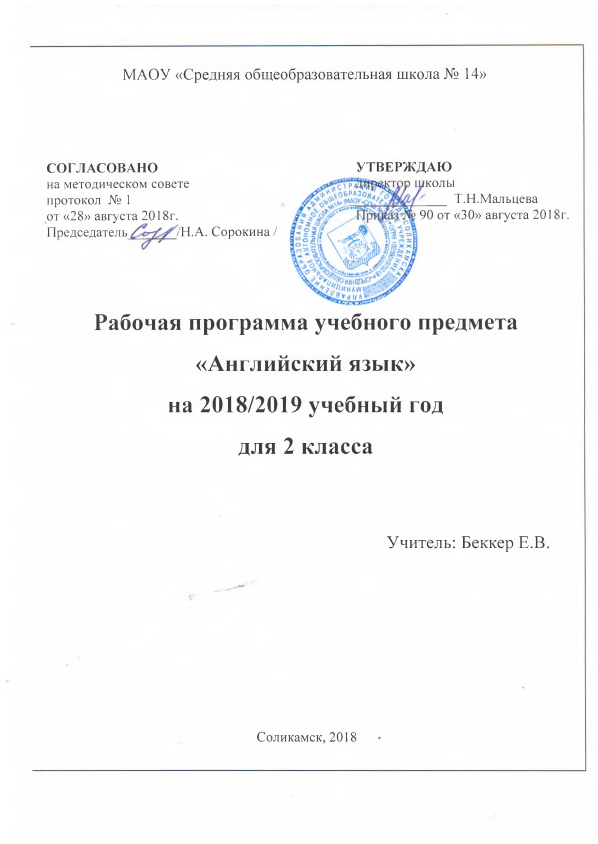 МАОУ «Средняя общеобразовательная школа № 14»
СОГЛАСОВАНО
на методическом совете
протокол № 1
от «28» августа 2018г.
Председатель /Н.А. Сорокина /
УТВЕРЖДАЮ
директор школы
Т.Н.Мальцева
Приказ № 90 от «30» августа 2018г.
Рабочая программа учебного предмета
«Английский язык»
на 2018/2019 учебный год
для 2 класса
Учитель: Беккер Е.В.
Соликамск, 2018